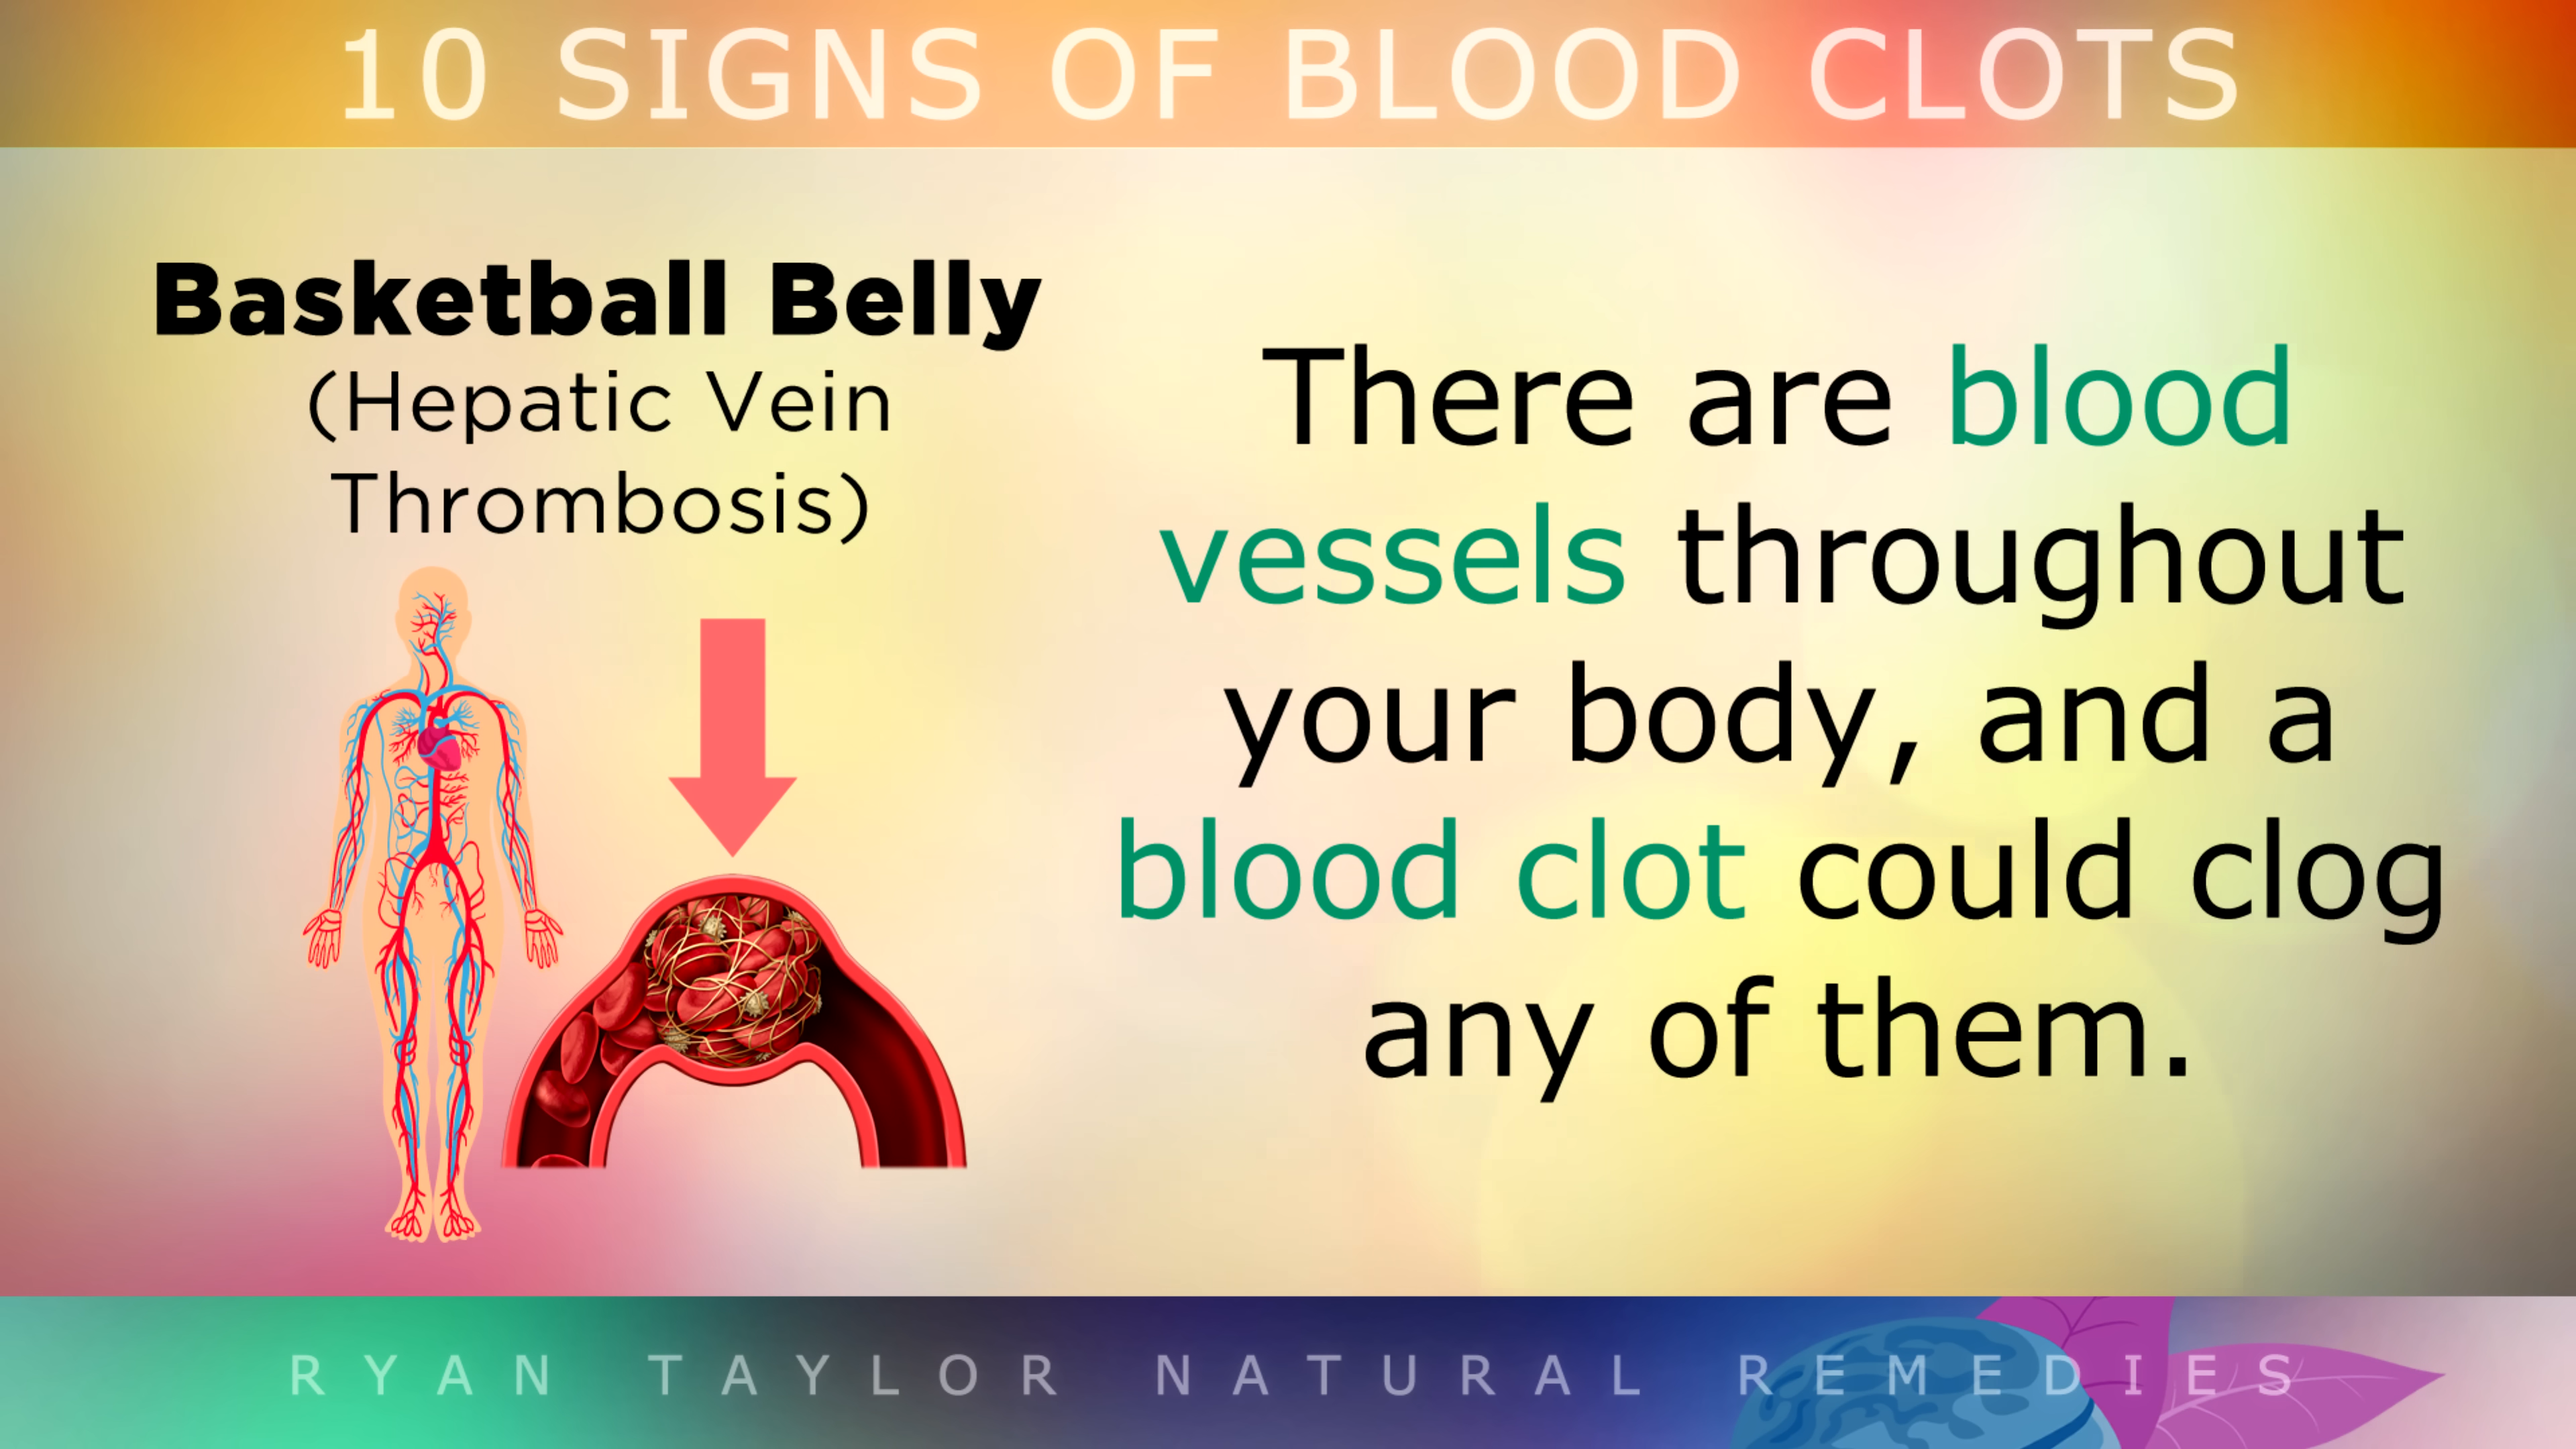 10 SIGNS OF BLOOD CLOTS
Basketball Belly
(Hepatic Vein
Thrombosis)
There are blood
vessels throughout
your body, and a
blood clot could clog
any of them.
RYAN TAYLOR NATURAL REMEDIES